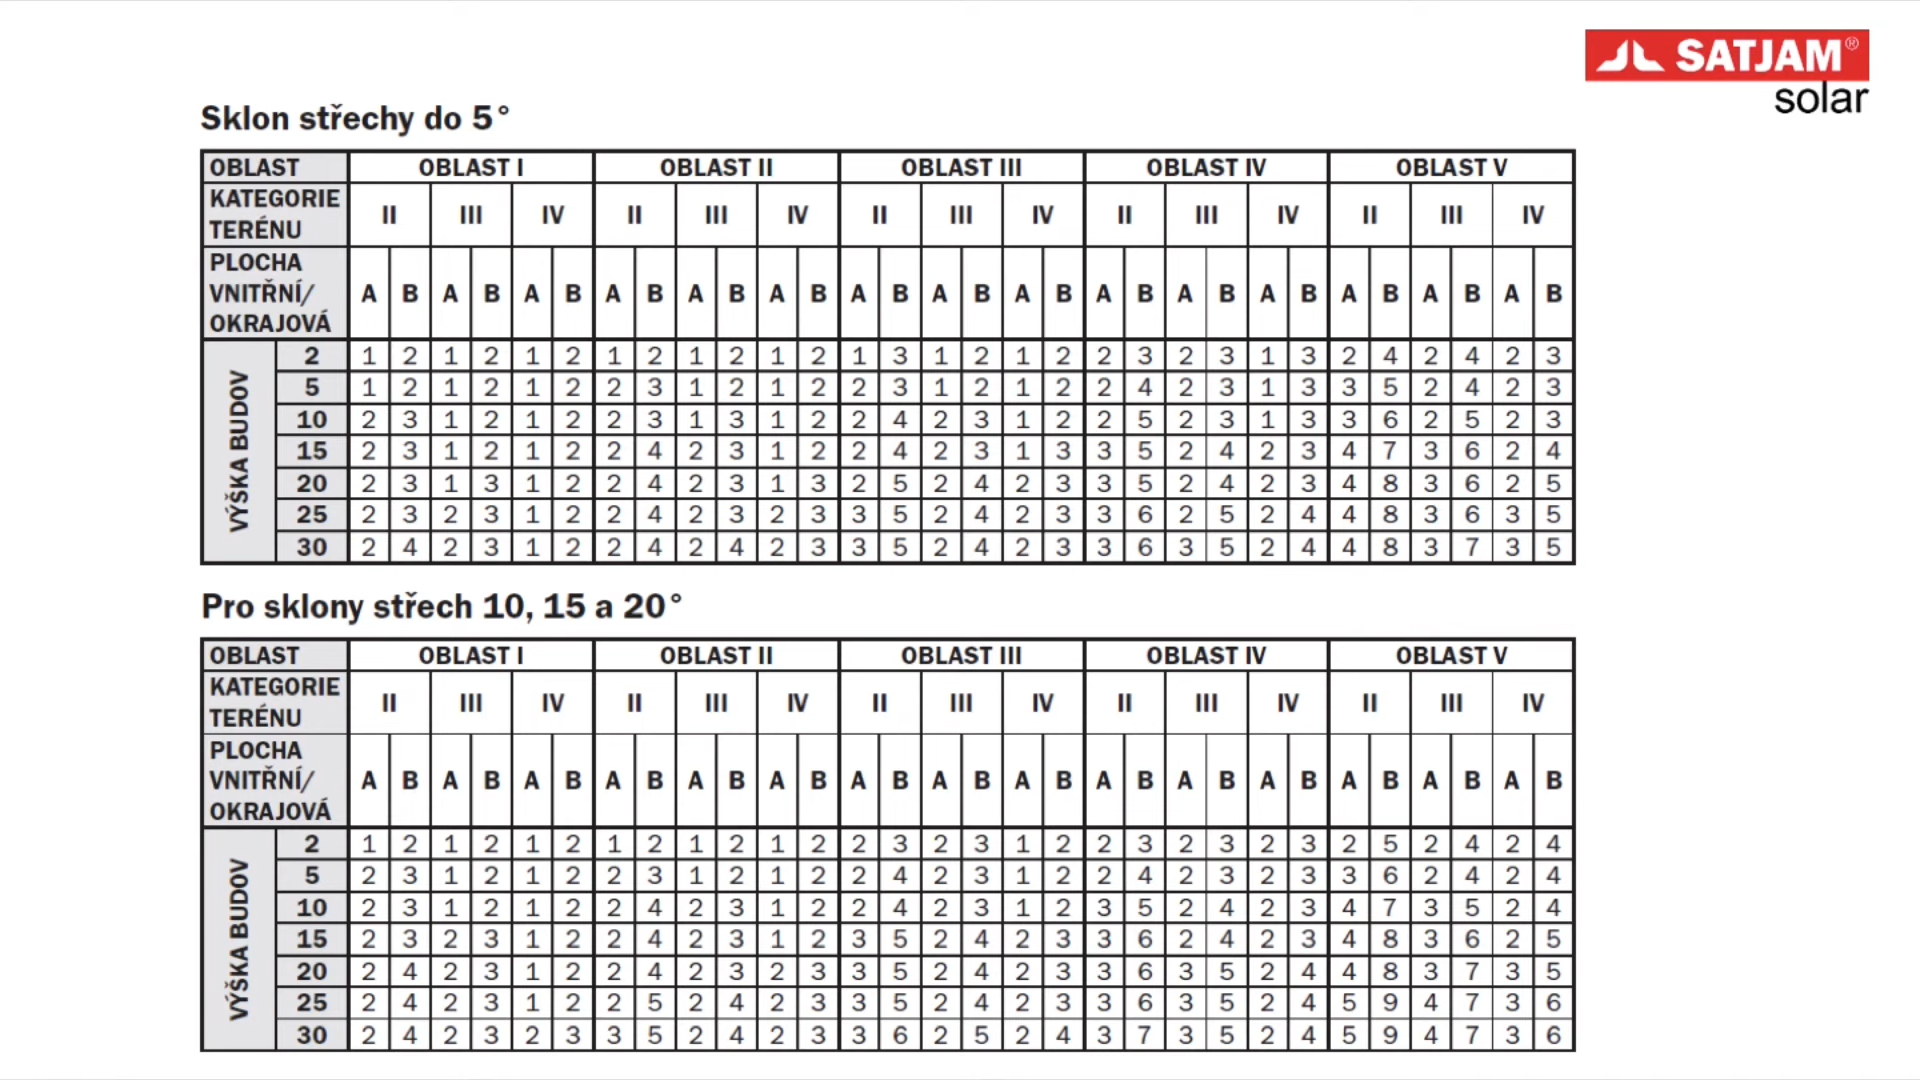 SATJAM®
solar
Sklon střechy do 5°
OBLAST OBLAST I OBLAST II OBLAST III OBLAST IV OBLAST V
KATEGORIE TERÉNU II III IV II III IV II III IV II III IV II III IV
PLOCHA VNITŘNÍ/ OKRAJOVÁ A B A B A B A B A B A B A B A B A B A B A B A B A B A B A B
VÝŠKA BUDOV
2 1 2 1 2 1 2 1 2 1 2 1 2 1 3 1 2 1 2 2 3 2 3 1 3 2 4 2 4 2 3
5 1 2 1 2 1 2 2 3 1 2 1 2 2 3 1 2 1 2 2 4 2 3 1 3 3 5 2 4 2 3
10 2 3 1 2 1 2 2 3 1 3 1 2 2 4 2 3 1 2 2 5 2 3 1 3 3 6 2 5 2 3
15 2 3 1 2 1 2 2 4 2 3 1 2 2 4 2 3 1 3 3 5 2 4 2 3 4 7 3 6 2 4
20 2 3 1 3 1 2 2 4 2 3 1 3 2 5 2 4 2 3 3 5 2 4 2 3 4 8 3 6 2 5
25 2 3 2 3 1 2 2 4 2 3 2 3 3 5 2 4 2 3 3 6 2 5 2 4 4 8 3 6 3 5
30 2 4 2 3 1 2 2 4 2 4 2 3 3 5 2 4 2 3 3 6 3 5 2 4 4 8 3 7 3 5
Pro sklony střech 10, 15 a 20°
OBLAST OBLAST I OBLAST II OBLAST III OBLAST IV OBLAST V
KATEGORIE TERÉNU II III IV II III IV II III IV II III IV II III IV
PLOCHA VNITŘNÍ/ OKRAJOVÁ A B A B A B A B A B A B A B A B A B A B A B A B A B A B A B
VÝŠKA BUDOV
2 1 2 1 2 1 2 1 2 1 2 1 2 2 3 2 3 1 2 2 3 2 3 2 3 2 5 2 4 2 4
5 2 3 1 2 1 2 2 3 1 2 1 2 2 4 2 3 1 2 2 4 2 3 2 3 3 6 2 4 2 4
10 2 3 1 2 1 2 2 4 2 3 1 2 2 4 2 3 1 2 3 5 2 4 2 3 4 7 3 5 2 4
15 2 3 2 3 1 2 2 4 2 3 1 2 3 5 2 4 2 3 3 6 2 4 2 3 4 8 3 6 2 5
20 2 4 2 3 1 2 2 4 2 3 2 3 3 5 2 4 2 3 3 6 3 5 2 4 4 8 3 7 3 5
25 2 4 2 3 1 2 2 5 2 4 2 3 3 5 2 4 2 3 3 6 3 5 2 4 5 9 4 7 3 6
30 2 4 2 3 2 3 3 5 2 4 2 3 3 6 2 5 2 4 3 7 3 5 2 4 5 9 4 7 3 6